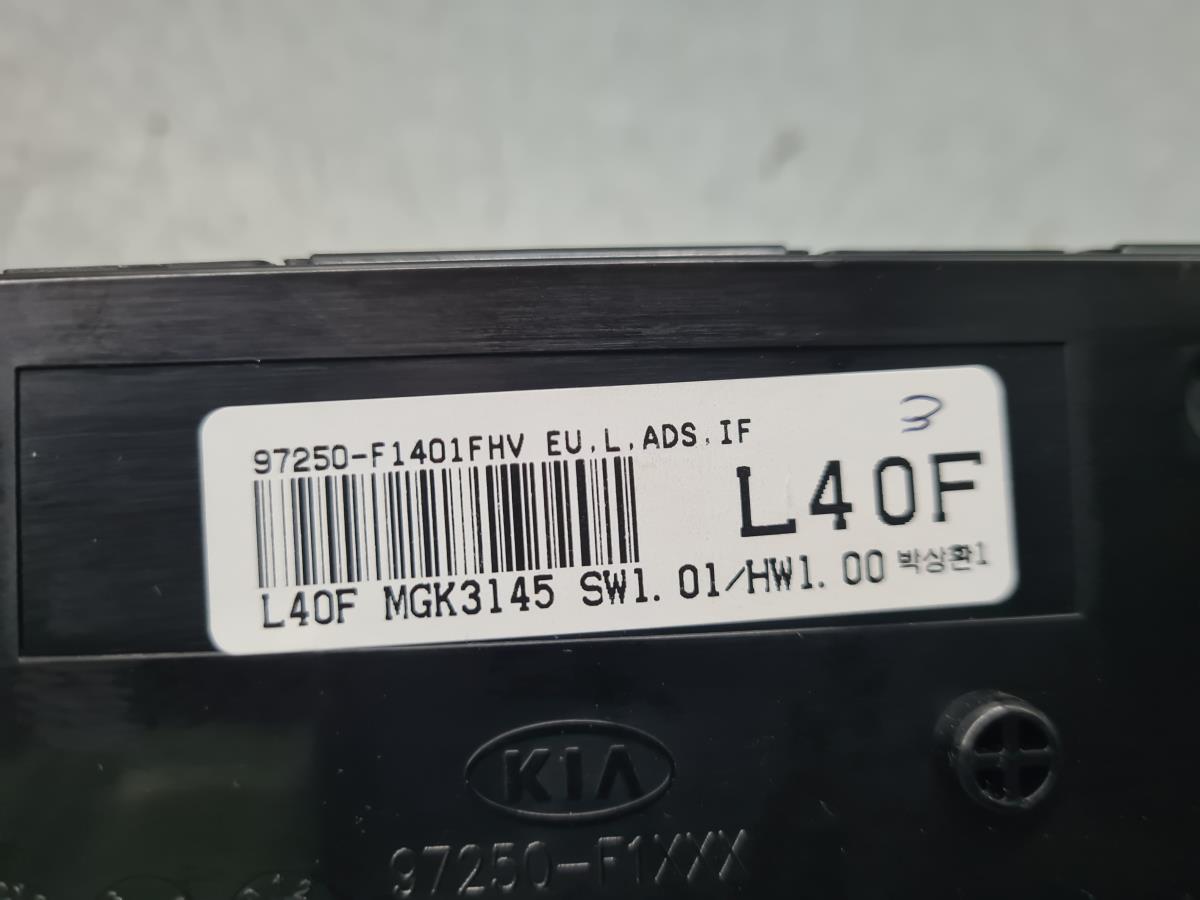 3
97250-F1401FHV EU,L,ADS,IF
L40F
L40F MGK3145 SW1.01/HW1.00 박상환1
KIA
97250-F1XXX